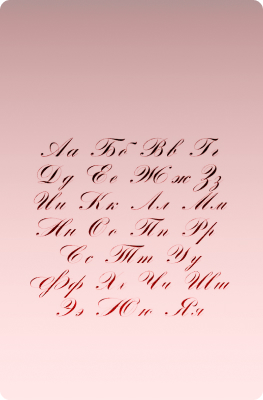 Аа Бб Вв Гг
Дд Ее Жж Зз
Ии Кк Лл Мм
Нн Оо Пп Рр
Сс Тт Уу
Фф Хх Чч Шш
Ээ Юю Яя